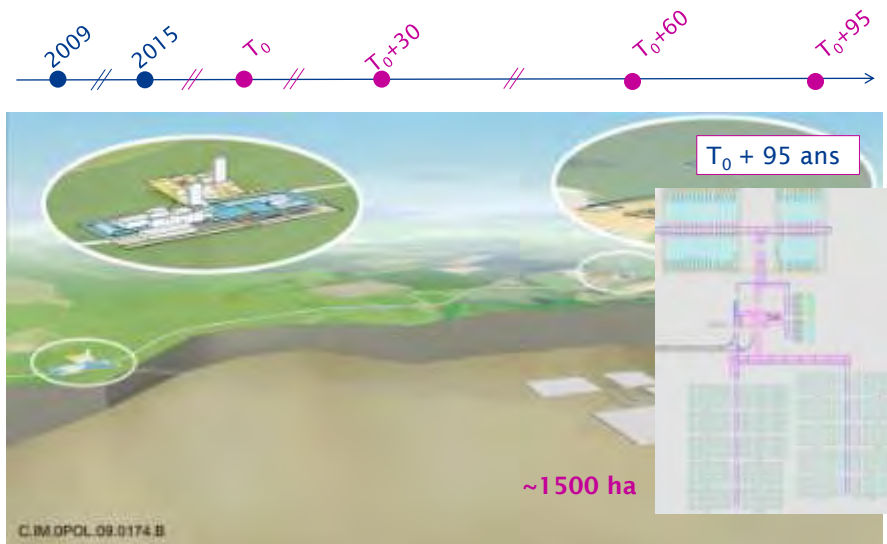 2009
2015
T₀
T₀+30
T₀+60
T₀+95
T₀ + 95 ans
~1500 ha
C.IM.0POL.09.0174.B